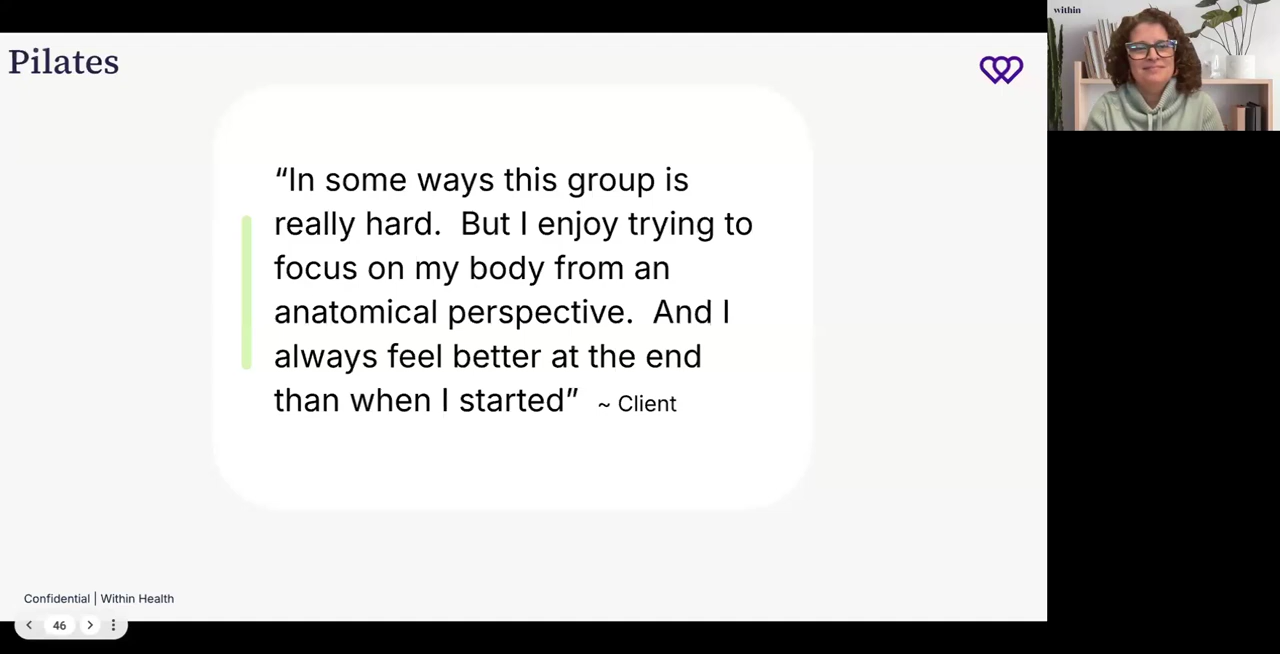 Pilates
within
“In some ways this group is
really hard.  But I enjoy trying to
focus on my body from an
anatomical perspective.  And I
always feel better at the end
than when I started”  ~ Client
Confidential | Within Health
46